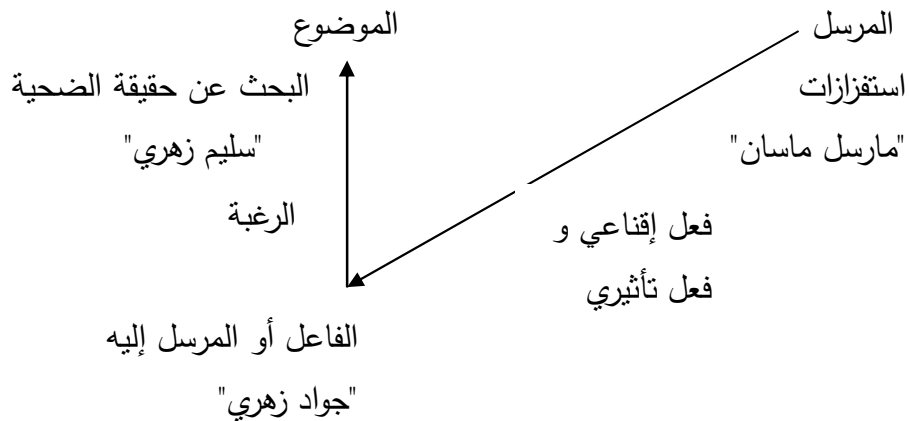 المرسل
الموضوع
استفزازات
البحث عن حقيقة الضحية
"مارسل ماسان"
"سليم زهري"
الرغبة
فعل إقناعي و
فعل تأثيري
الفاعل أو المرسل إليه
"جواد زهري"